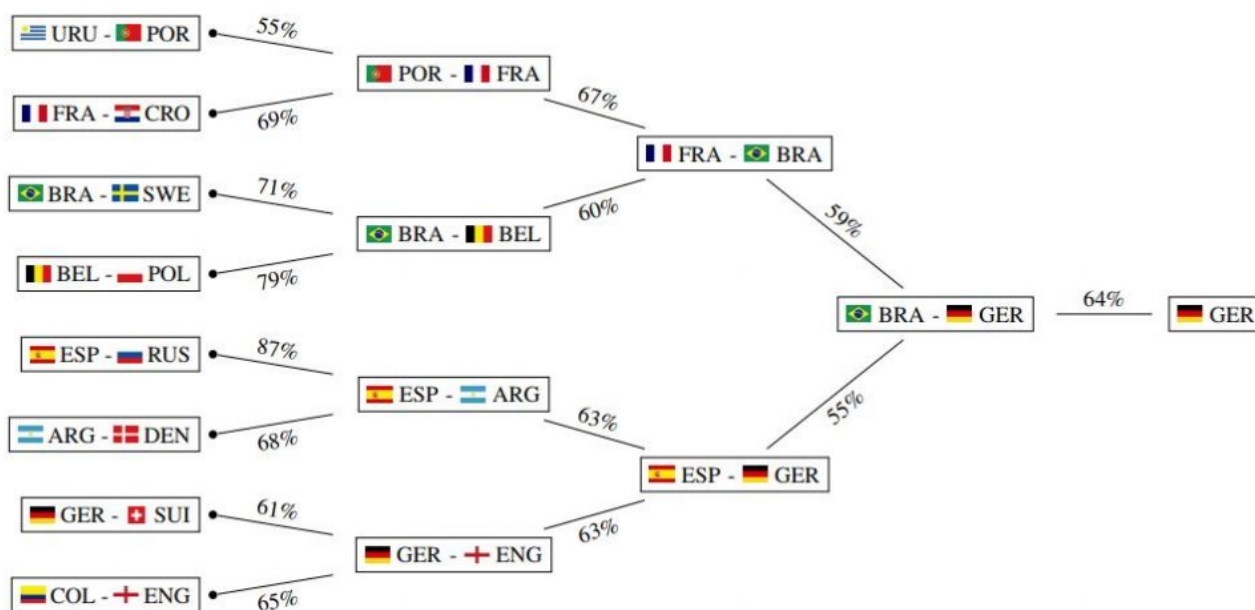 URU - POR
55%
POR - FRA
FRA - CRO
69%
67%
FRA - BRA
BRA - SWE
71%
BRA - BEL
60%
BEL - POL
79%
59%
BRA - GER
64%
GER
ESP - RUS
87%
ESP - ARG
63%
ARG - DEN
68%
55%
ESP - GER
GER - SUI
61%
GER - ENG
63%
COL - ENG
65%